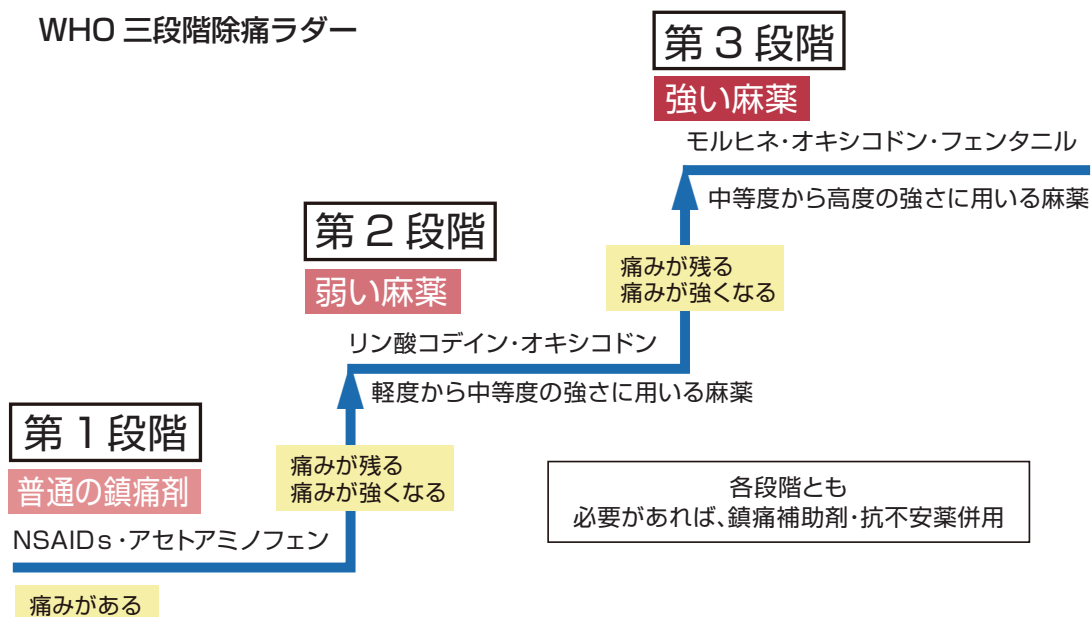 WHO 三段階除痛ラダー
第3段階
強い麻薬
モルヒネ・オキシコドン・フェンタニル
中等度から高度の強さに用いる麻薬
痛みが残る
痛みが強くなる
第2段階
弱い麻薬
リン酸コデイン・オキシコドン
軽度から中等度の強さに用いる麻薬
痛みが残る
痛みが強くなる
第1段階
普通の鎮痛剤
NSAIDs・アセトアミノフェン
痛みがある
各段階とも
必要があれば、鎮痛補助剤・抗不安薬併用